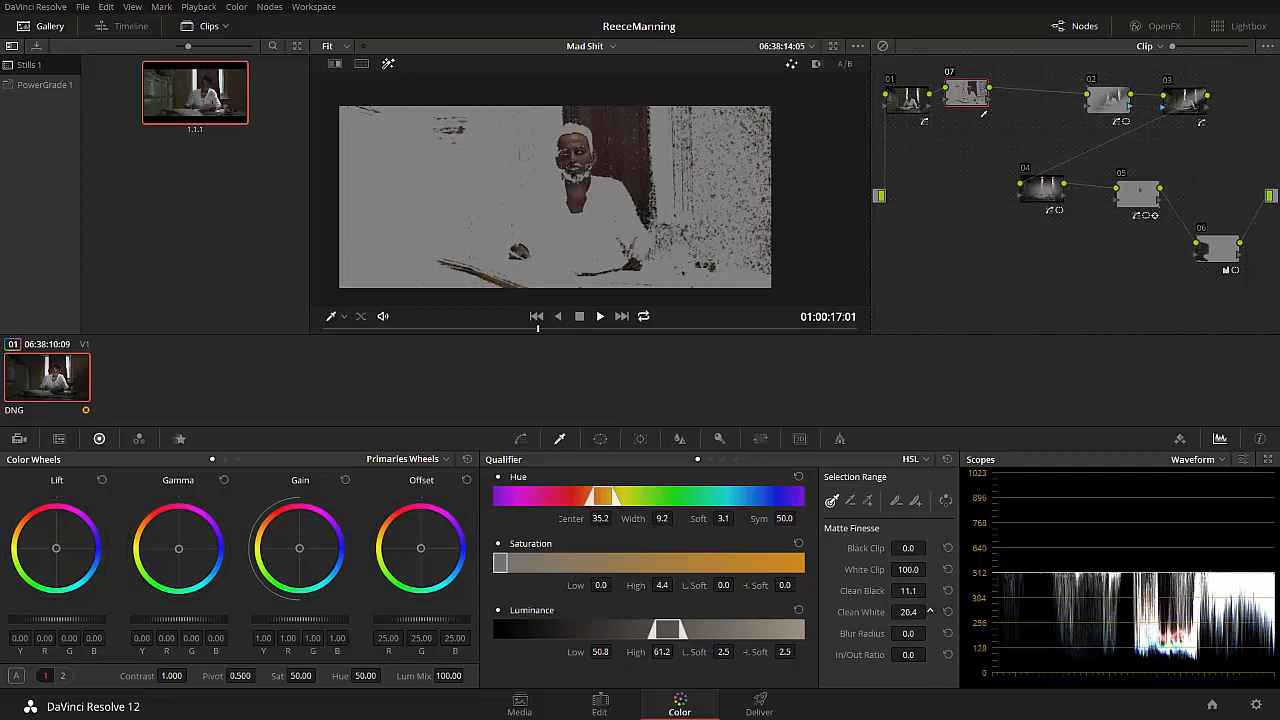 DaVinci Resolve File Edit View Mark Playback Color Nodes Workspace
Gallery Timeline Clips ReeceManning Nodes OpenFX Lightbox
Fit Mad Shit 06:38:14:05 Clip
Stills 1
PowerGrade 1
1.1.1
A/B
01 07 02 03
04 05
06
01:00:17:01
01 06:38:10:09 V1
DNG
Color Wheels Primaries Wheels Qualifier HSL Scopes Waveform
Lift Gamma Gain Offset
0.00 0.00 0.00 0.00 0.00 0.00 0.00 0.00 1.00 1.00 1.00 1.00 25.00 25.00 25.00
Y R G B Y R G B Y R G B R G B
A 1 2 Contrast 1.000 Pivot 0.500 Sat 50.00 Hue 50.00 Lum Mix 100.00
Hue
Center 35.2 Width 9.2 Soft 3.1 Sym 50.0
Saturation
Low 0.0 High 4.4 L. Soft 0.0 H. Soft 0.0
Luminance
Low 50.8 High 61.2 L. Soft 2.5 H. Soft 2.5
Selection Range
Matte Finesse
Black Clip 0.0
White Clip 100.0
Clean Black 11.1
Clean White 20.4
Blur Radius 0.0
In/Out Ratio 0.0
1023
896
768
640
512
384
256
128
0
DaVinci Resolve 12 Media Edit Color Deliver